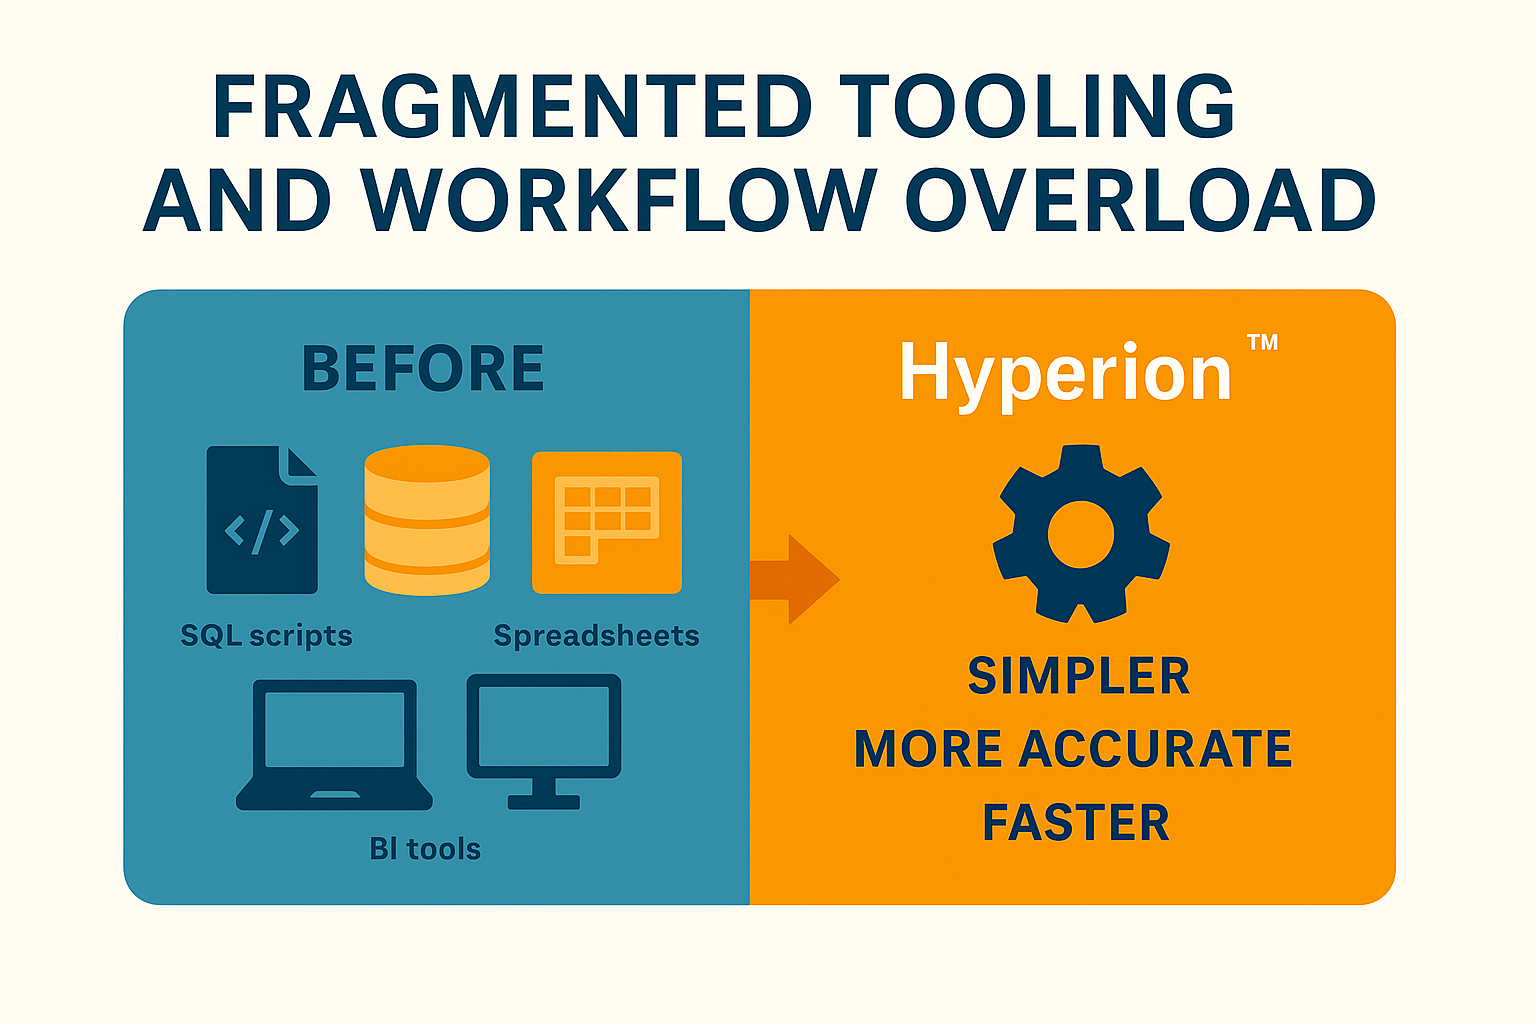 FRAGMENTED TOOLING
AND WORKFLOW OVERLOAD
BEFORE
</>
SQL scripts
Spreadsheets
BI tools
Hyperion™
SIMPLER
MORE ACCURATE
FASTER